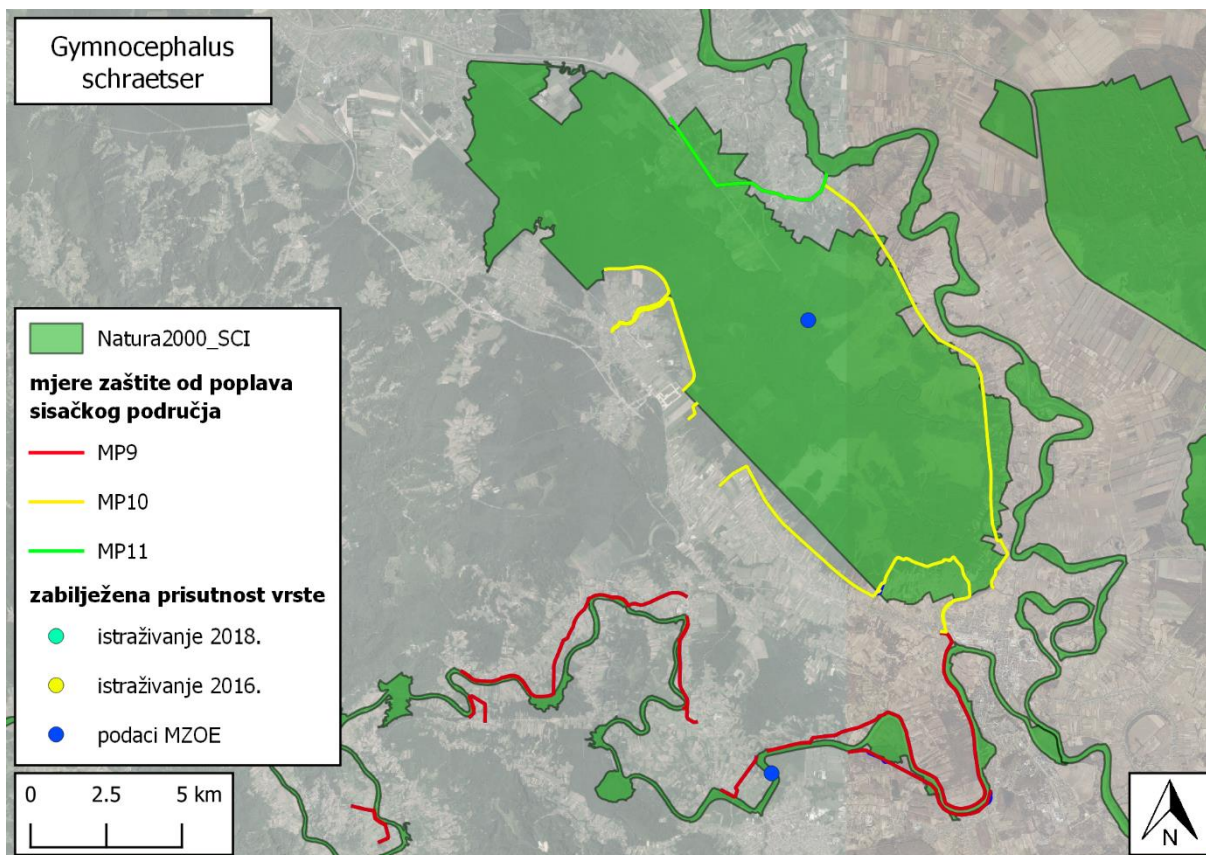 Gymnocephalus
schraetser
Natura2000_SCI
mjere zaštite od poplava
sisačkog područja
MP9
MP10
MP11
zabilježena prisutnost vrste
istraživanje 2018.
istraživanje 2016.
podaci MZOE
0 2.5 5 km
N